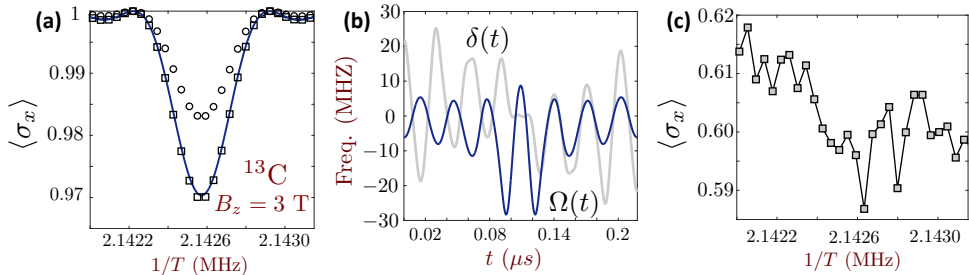 (a)
1
0.99
0.98
0.97
⟨σx⟩
13C
Bz = 3 T
2.1422 2.1426 2.1430
1/T (MHz)
(b)
30
20
10
0
-10
-20
-30
Freq. (MHZ)
δ(t)
Ω(t)
0.02 0.08 0.14 0.2
t (μs)
(c)
0.62
0.61
0.60
0.59
⟨σx⟩
2.1422 2.1426 2.1430
1/T (MHz)